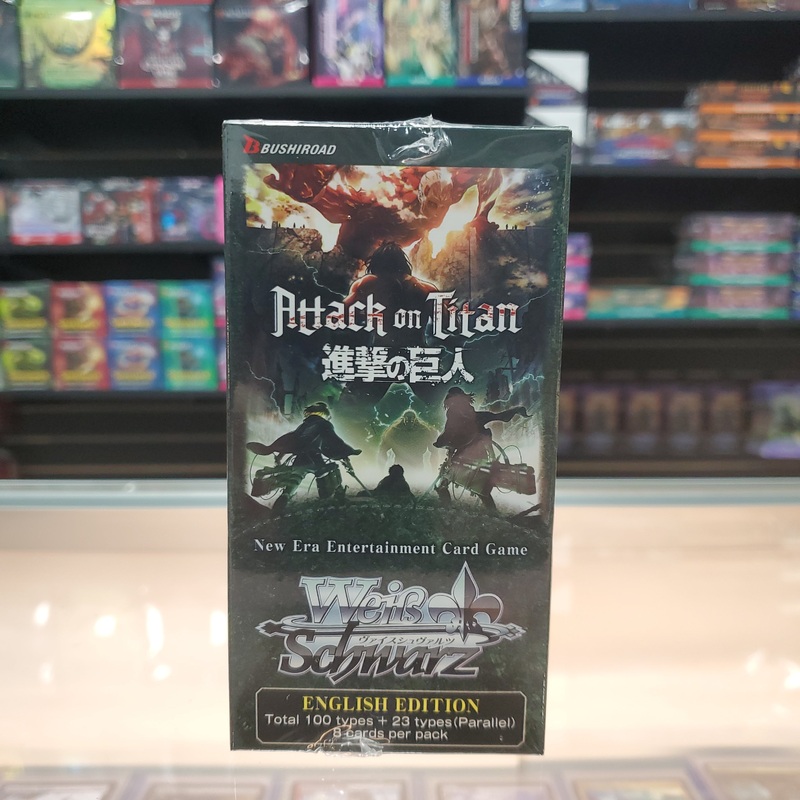 BUSHIROAD
Attack on Titan
進撃の巨人
New Era Entertainment Card Game
Weiß
ヴァイスシュヴァルツ
Schwarz
ENGLISH EDITION
Total 100 types + 23 types(Parallel)
8 cards per pack